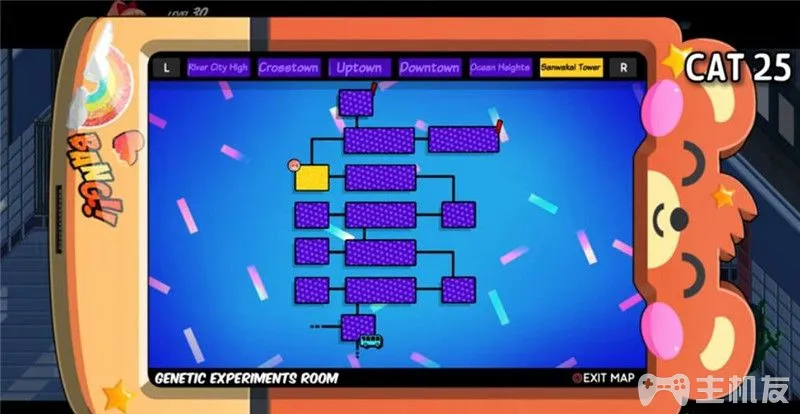 LEVEL 30
L River City High Crosstown Uptown Downtown Ocean Heights Sanwakai Tower R
CAT 25
BANG!
GENETIC EXPERIMENTS ROOM EXIT MAP
主机友